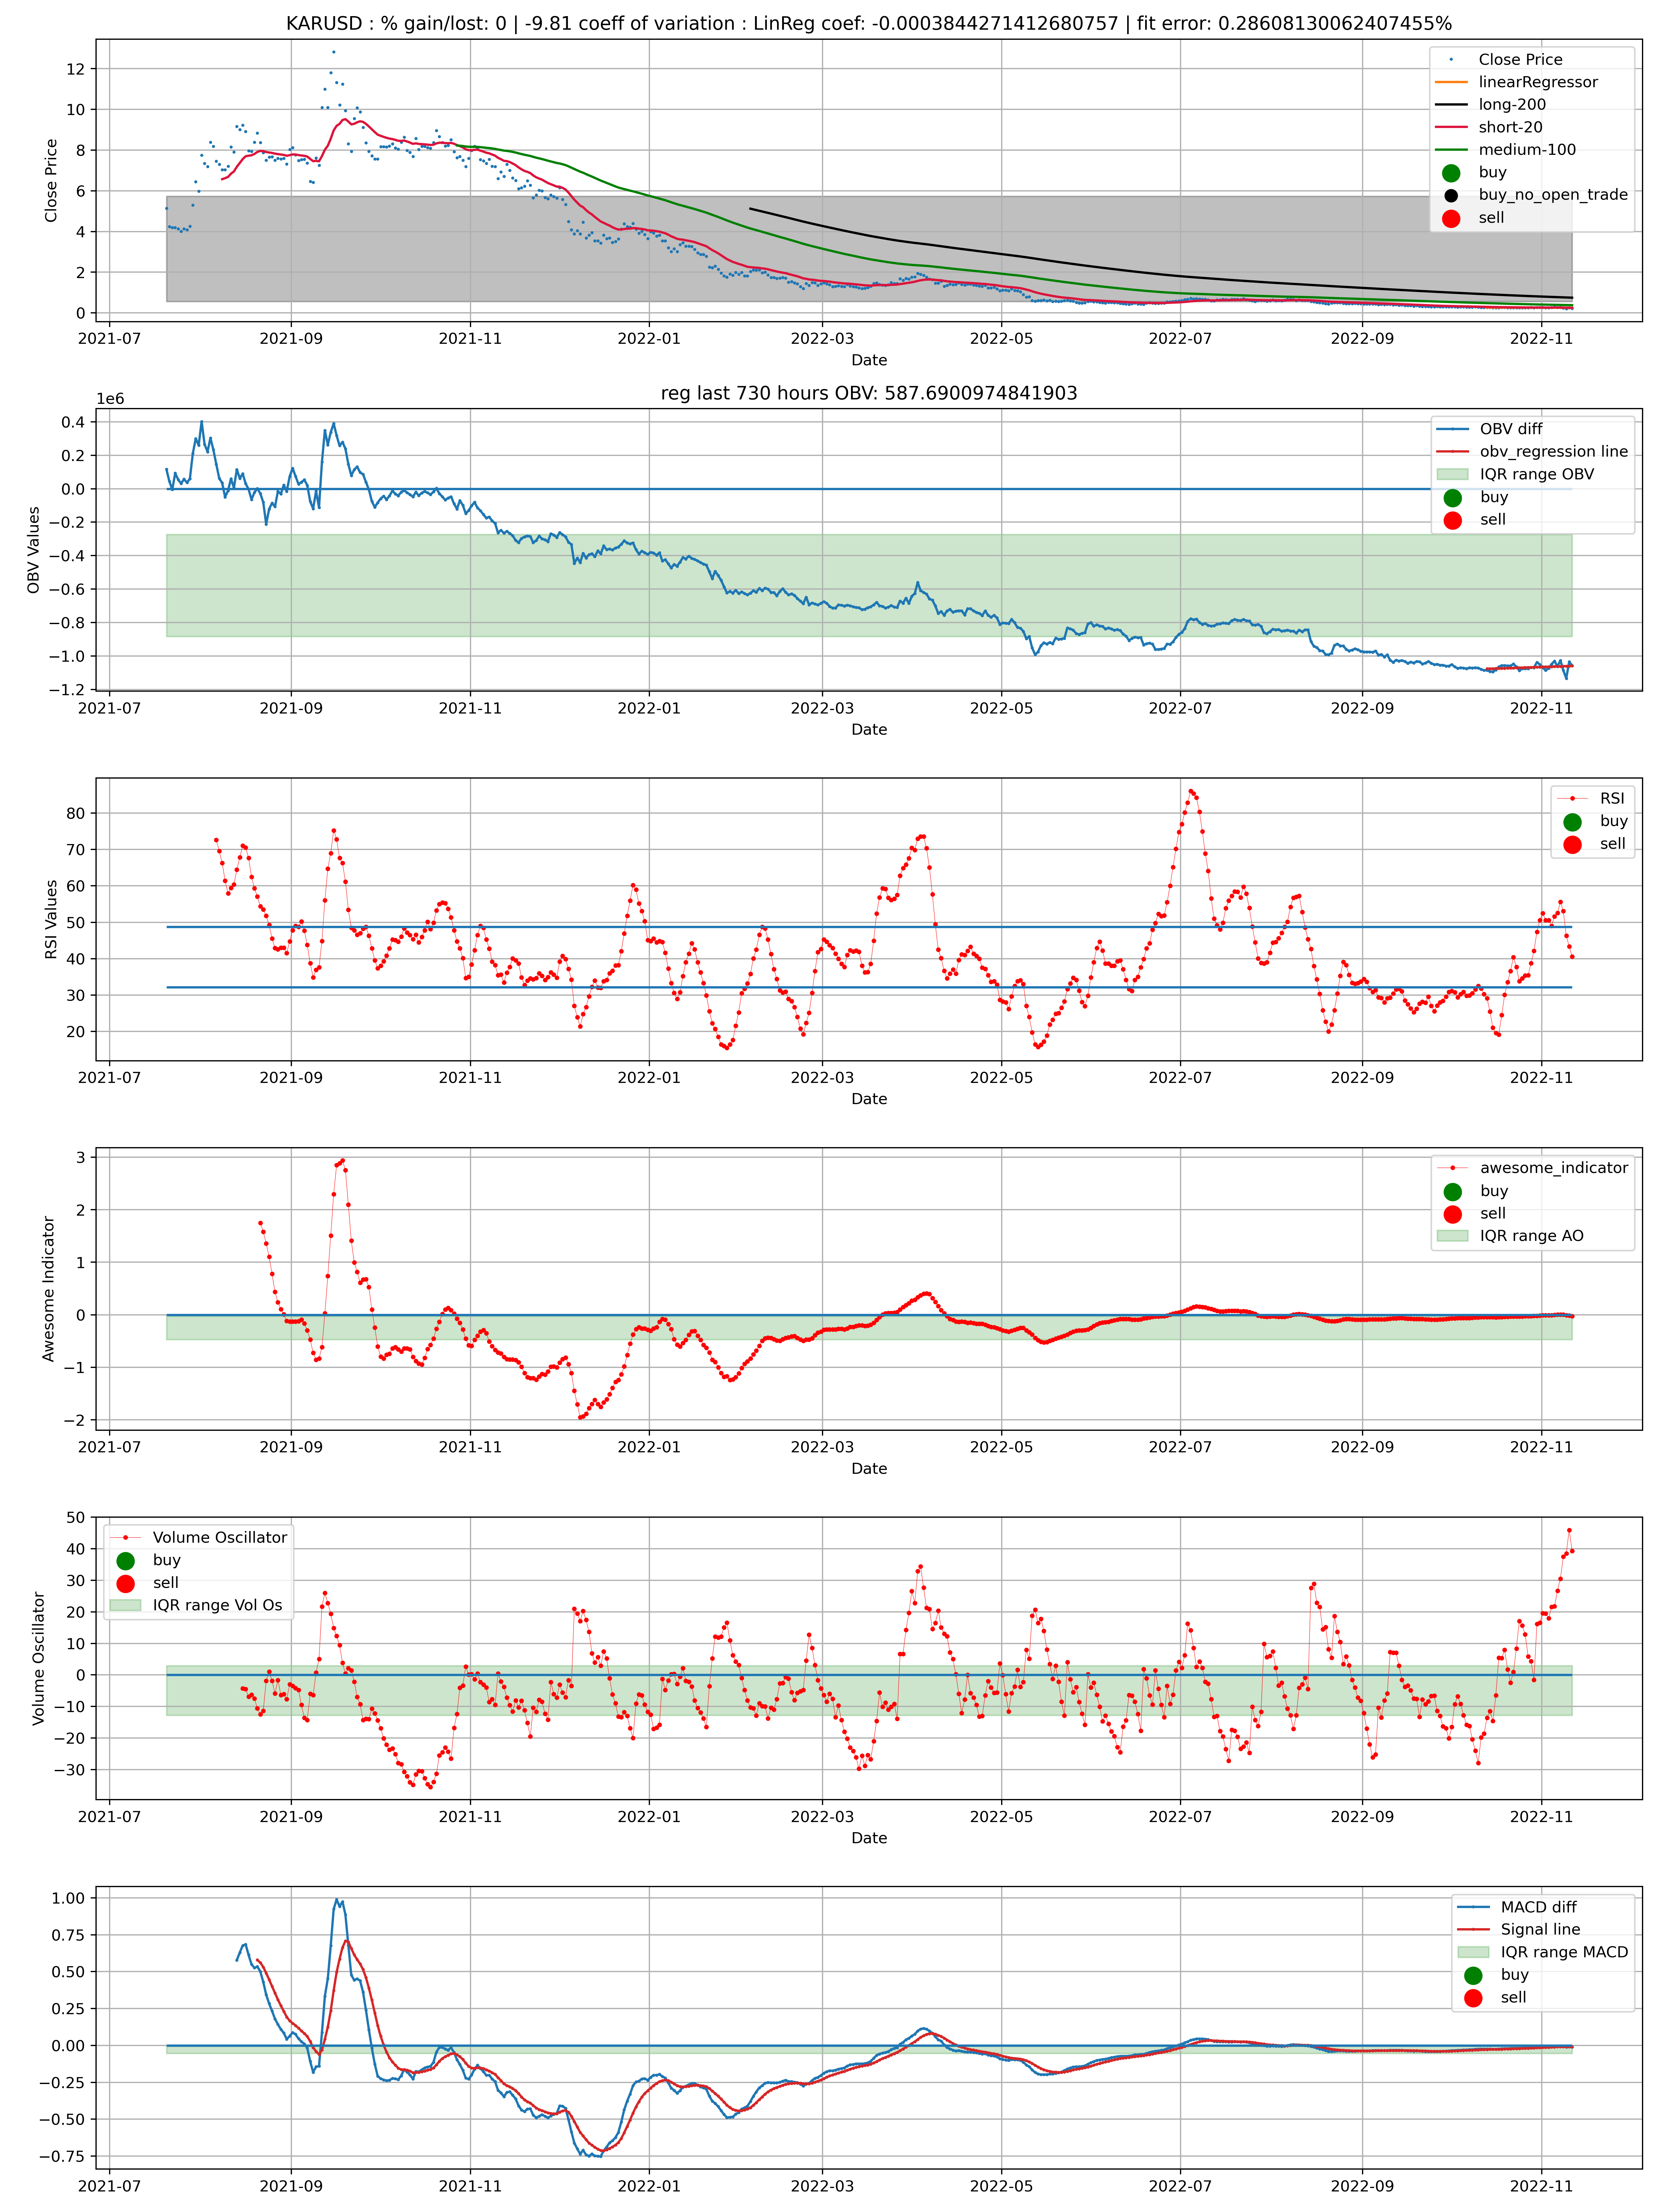 KARUSD : % gain/lost: 0 | -9.81 coeff of variation : LinReg coef: -0.0003844271412680757 | fit error: 0.28608130062407455%
Close Price
12
10
8
6
4
2
0
Close Price
linearRegressor
long-200
short-20
medium-100
buy
buy_no_open_trade
sell
2021-07 2021-09 2021-11 2022-01 2022-03 2022-05 2022-07 2022-09 2022-11
Date
reg last 730 hours OBV: 587.6900974841903
1e6
OBV Values
0.4
0.2
0.0
−0.2
−0.4
−0.6
−0.8
−1.0
−1.2
OBV diff
obv_regression line
IQR range OBV
buy
sell
2021-07 2021-09 2021-11 2022-01 2022-03 2022-05 2022-07 2022-09 2022-11
Date
RSI Values
80
70
60
50
40
30
20
RSI
buy
sell
2021-07 2021-09 2021-11 2022-01 2022-03 2022-05 2022-07 2022-09 2022-11
Date
Awesome Indicator
3
2
1
0
−1
−2
awesome_indicator
buy
sell
IQR range AO
2021-07 2021-09 2021-11 2022-01 2022-03 2022-05 2022-07 2022-09 2022-11
Date
Volume Oscillator
50
40
30
20
10
0
−10
−20
−30
Volume Oscillator
buy
sell
IQR range Vol Os
2021-07 2021-09 2021-11 2022-01 2022-03 2022-05 2022-07 2022-09 2022-11
Date
1.00
0.75
0.50
0.25
0.00
−0.25
−0.50
−0.75
MACD diff
Signal line
IQR range MACD
buy
sell
2021-07 2021-09 2021-11 2022-01 2022-03 2022-05 2022-07 2022-09 2022-11